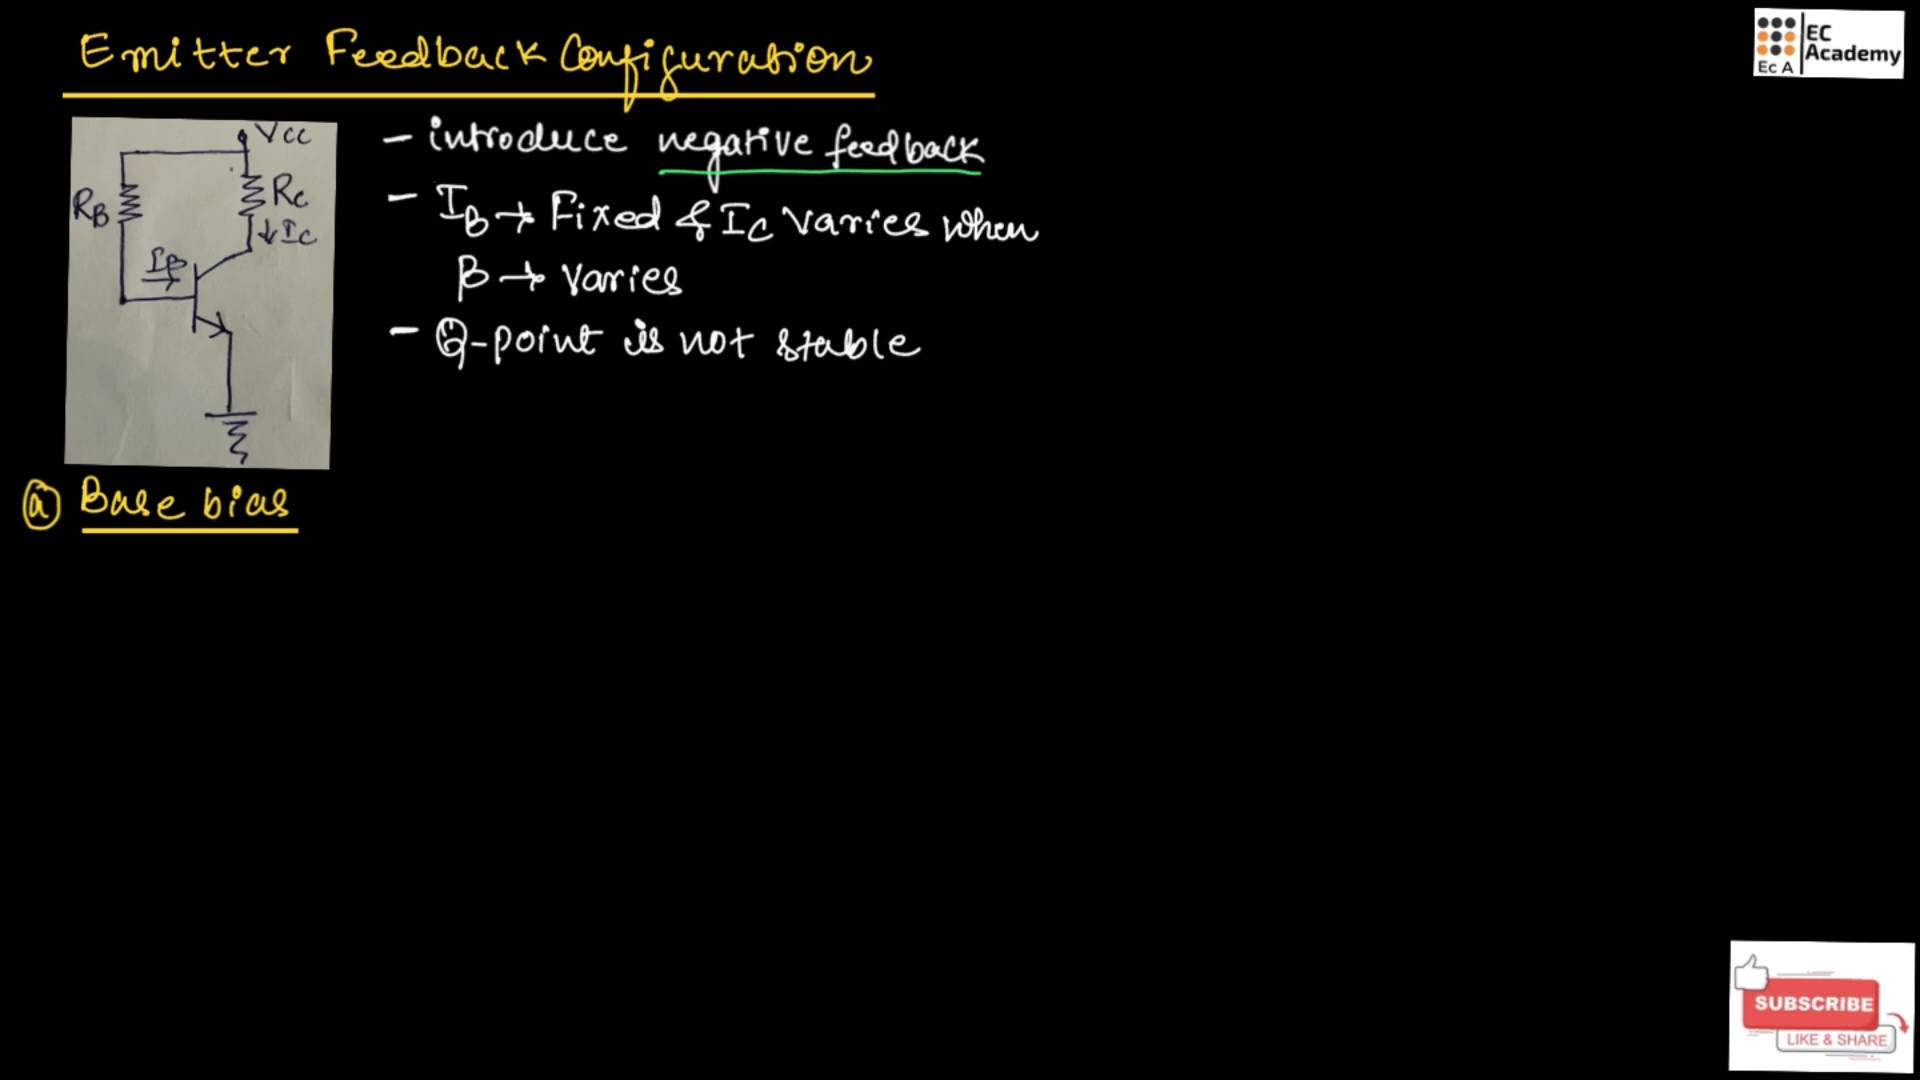 Emitter Feedback Configuration
EC
Academy
Ec A
Vcc
RB
Rc
Ic
IB
- introduce negative feedback
- IB → Fixed & Ic varies when
β → varies
- Q-point is not stable
a Base bias
SUBSCRIBE
LIKE & SHARE